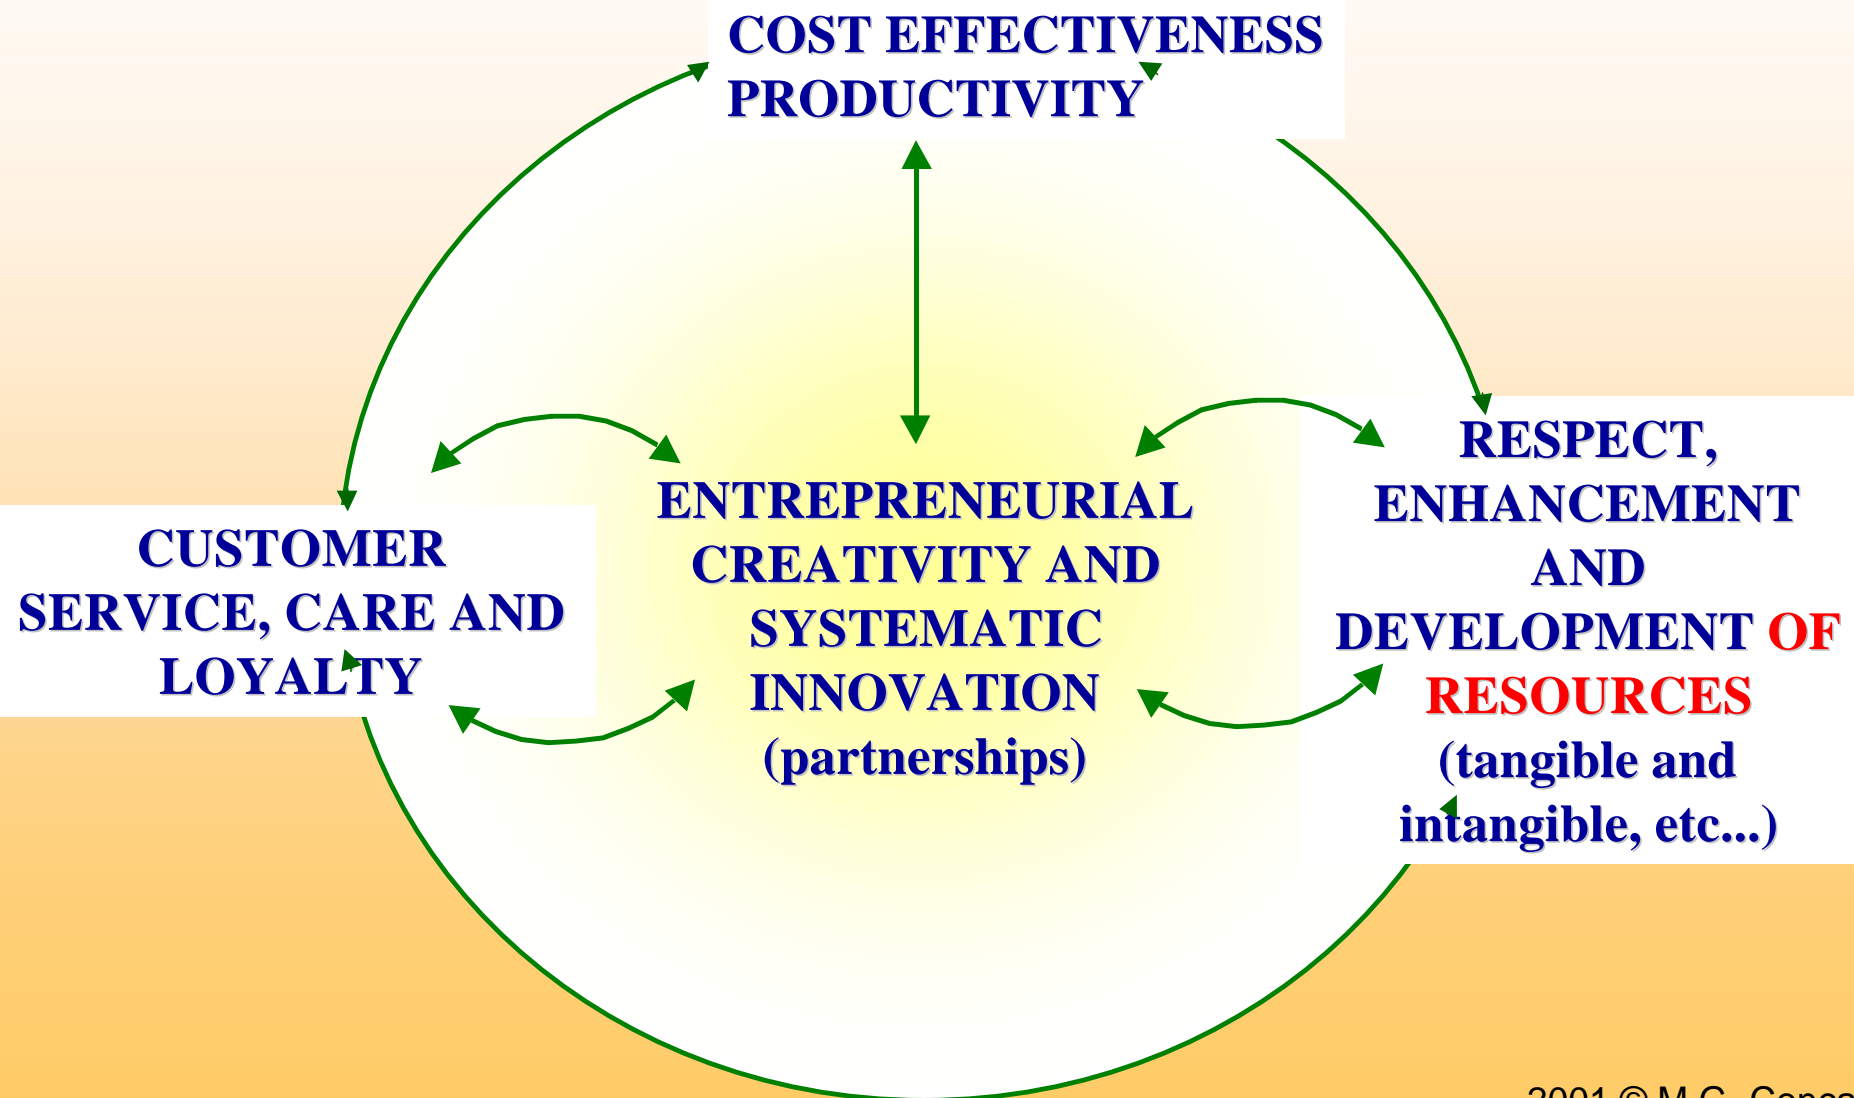 COST EFFECTIVENESS
PRODUCTIVITY
CUSTOMER
SERVICE, CARE AND
LOYALTY
ENTREPRENEURIAL
CREATIVITY AND
SYSTEMATIC
INNOVATION
(partnerships)
RESPECT,
ENHANCEMENT
AND
DEVELOPMENT OF
RESOURCES
(tangible and
intangible, etc...)
2001 © M.G.